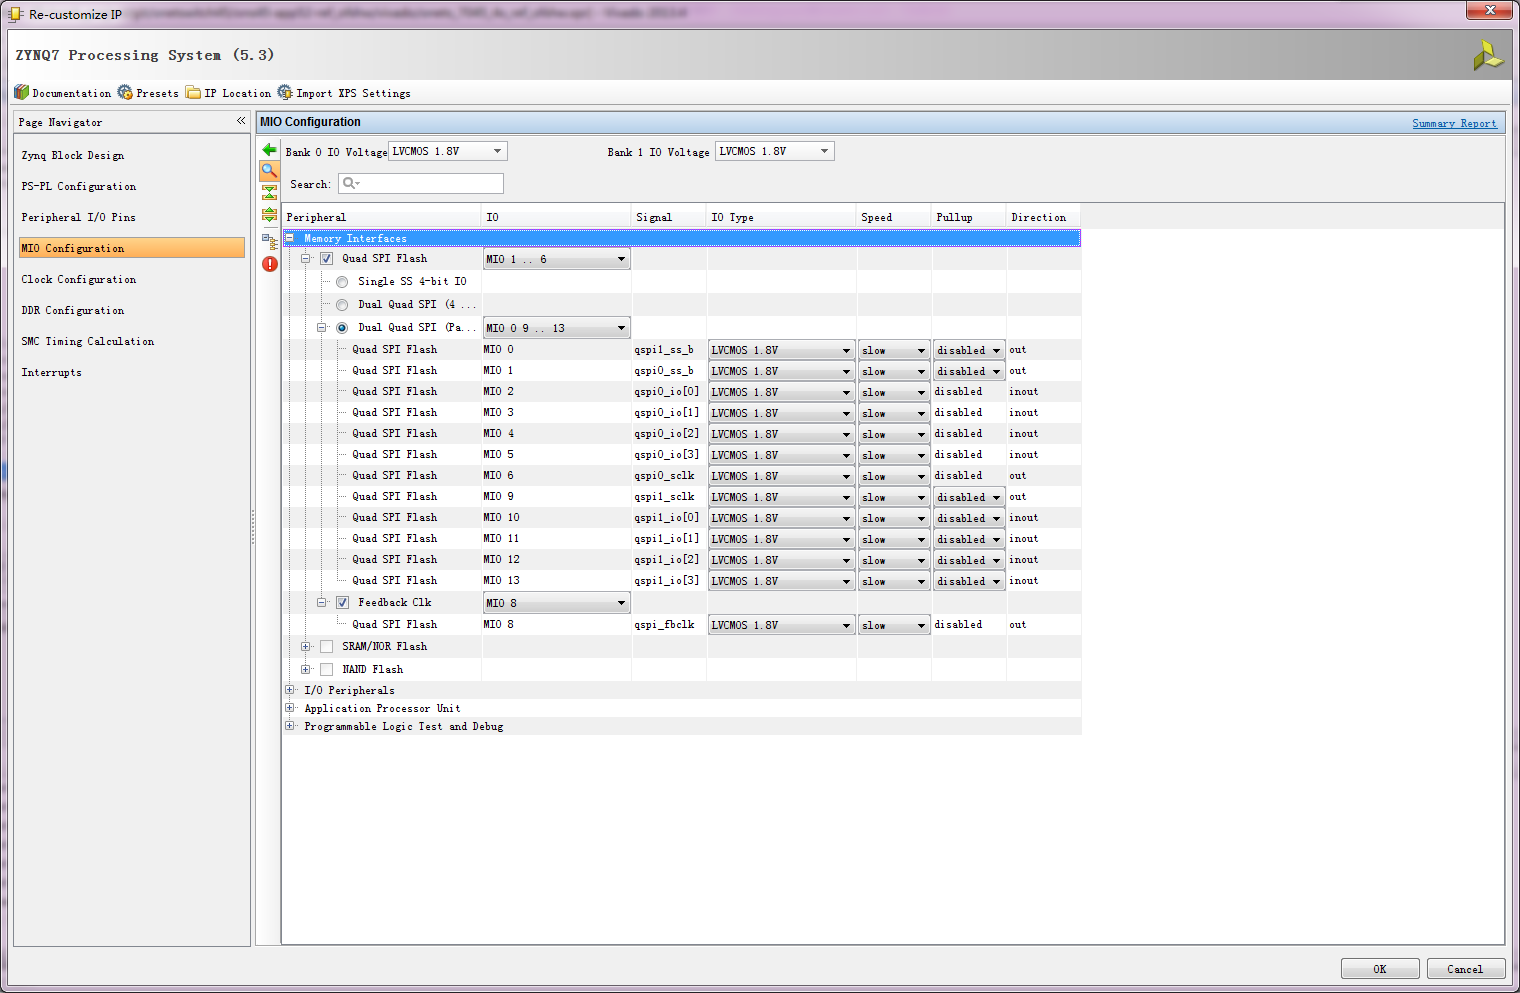 Re-customize IP
ZYNQ7 Processing System (5.3)
Documentation Presets IP Location Import XPS Settings
Page Navigator «
Zynq Block Design
PS-PL Configuration
Peripheral I/O Pins
MIO Configuration
Clock Configuration
DDR Configuration
SMC Timing Calculation
Interrupts
MIO Configuration Summary Report
Bank 0 IO Voltage LVCMOS 1.8V Bank 1 IO Voltage LVCMOS 1.8V
Search:
Peripheral IO Signal IO Type Speed Pullup Direction
Memory Interfaces
Quad SPI Flash MIO 1 .. 6
Single SS 4-bit IO
Dual Quad SPI (4 ...
Dual Quad SPI (Pa... MIO 0 9 .. 13
Quad SPI Flash MIO 0 qspi1_ss_b LVCMOS 1.8V slow disabled out
Quad SPI Flash MIO 1 qspi0_ss_b LVCMOS 1.8V slow disabled out
Quad SPI Flash MIO 2 qspi0_io[0] LVCMOS 1.8V slow disabled inout
Quad SPI Flash MIO 3 qspi0_io[1] LVCMOS 1.8V slow disabled inout
Quad SPI Flash MIO 4 qspi0_io[2] LVCMOS 1.8V slow disabled inout
Quad SPI Flash MIO 5 qspi0_io[3] LVCMOS 1.8V slow disabled inout
Quad SPI Flash MIO 6 qspi0_sclk LVCMOS 1.8V slow disabled out
Quad SPI Flash MIO 9 qspi1_sclk LVCMOS 1.8V slow disabled out
Quad SPI Flash MIO 10 qspi1_io[0] LVCMOS 1.8V slow disabled inout
Quad SPI Flash MIO 11 qspi1_io[1] LVCMOS 1.8V slow disabled inout
Quad SPI Flash MIO 12 qspi1_io[2] LVCMOS 1.8V slow disabled inout
Quad SPI Flash MIO 13 qspi1_io[3] LVCMOS 1.8V slow disabled inout
Feedback Clk MIO 8
Quad SPI Flash MIO 8 qspi_fbclk LVCMOS 1.8V slow disabled out
SRAM/NOR Flash
NAND Flash
I/O Peripherals
Application Processor Unit
Programmable Logic Test and Debug
OK Cancel